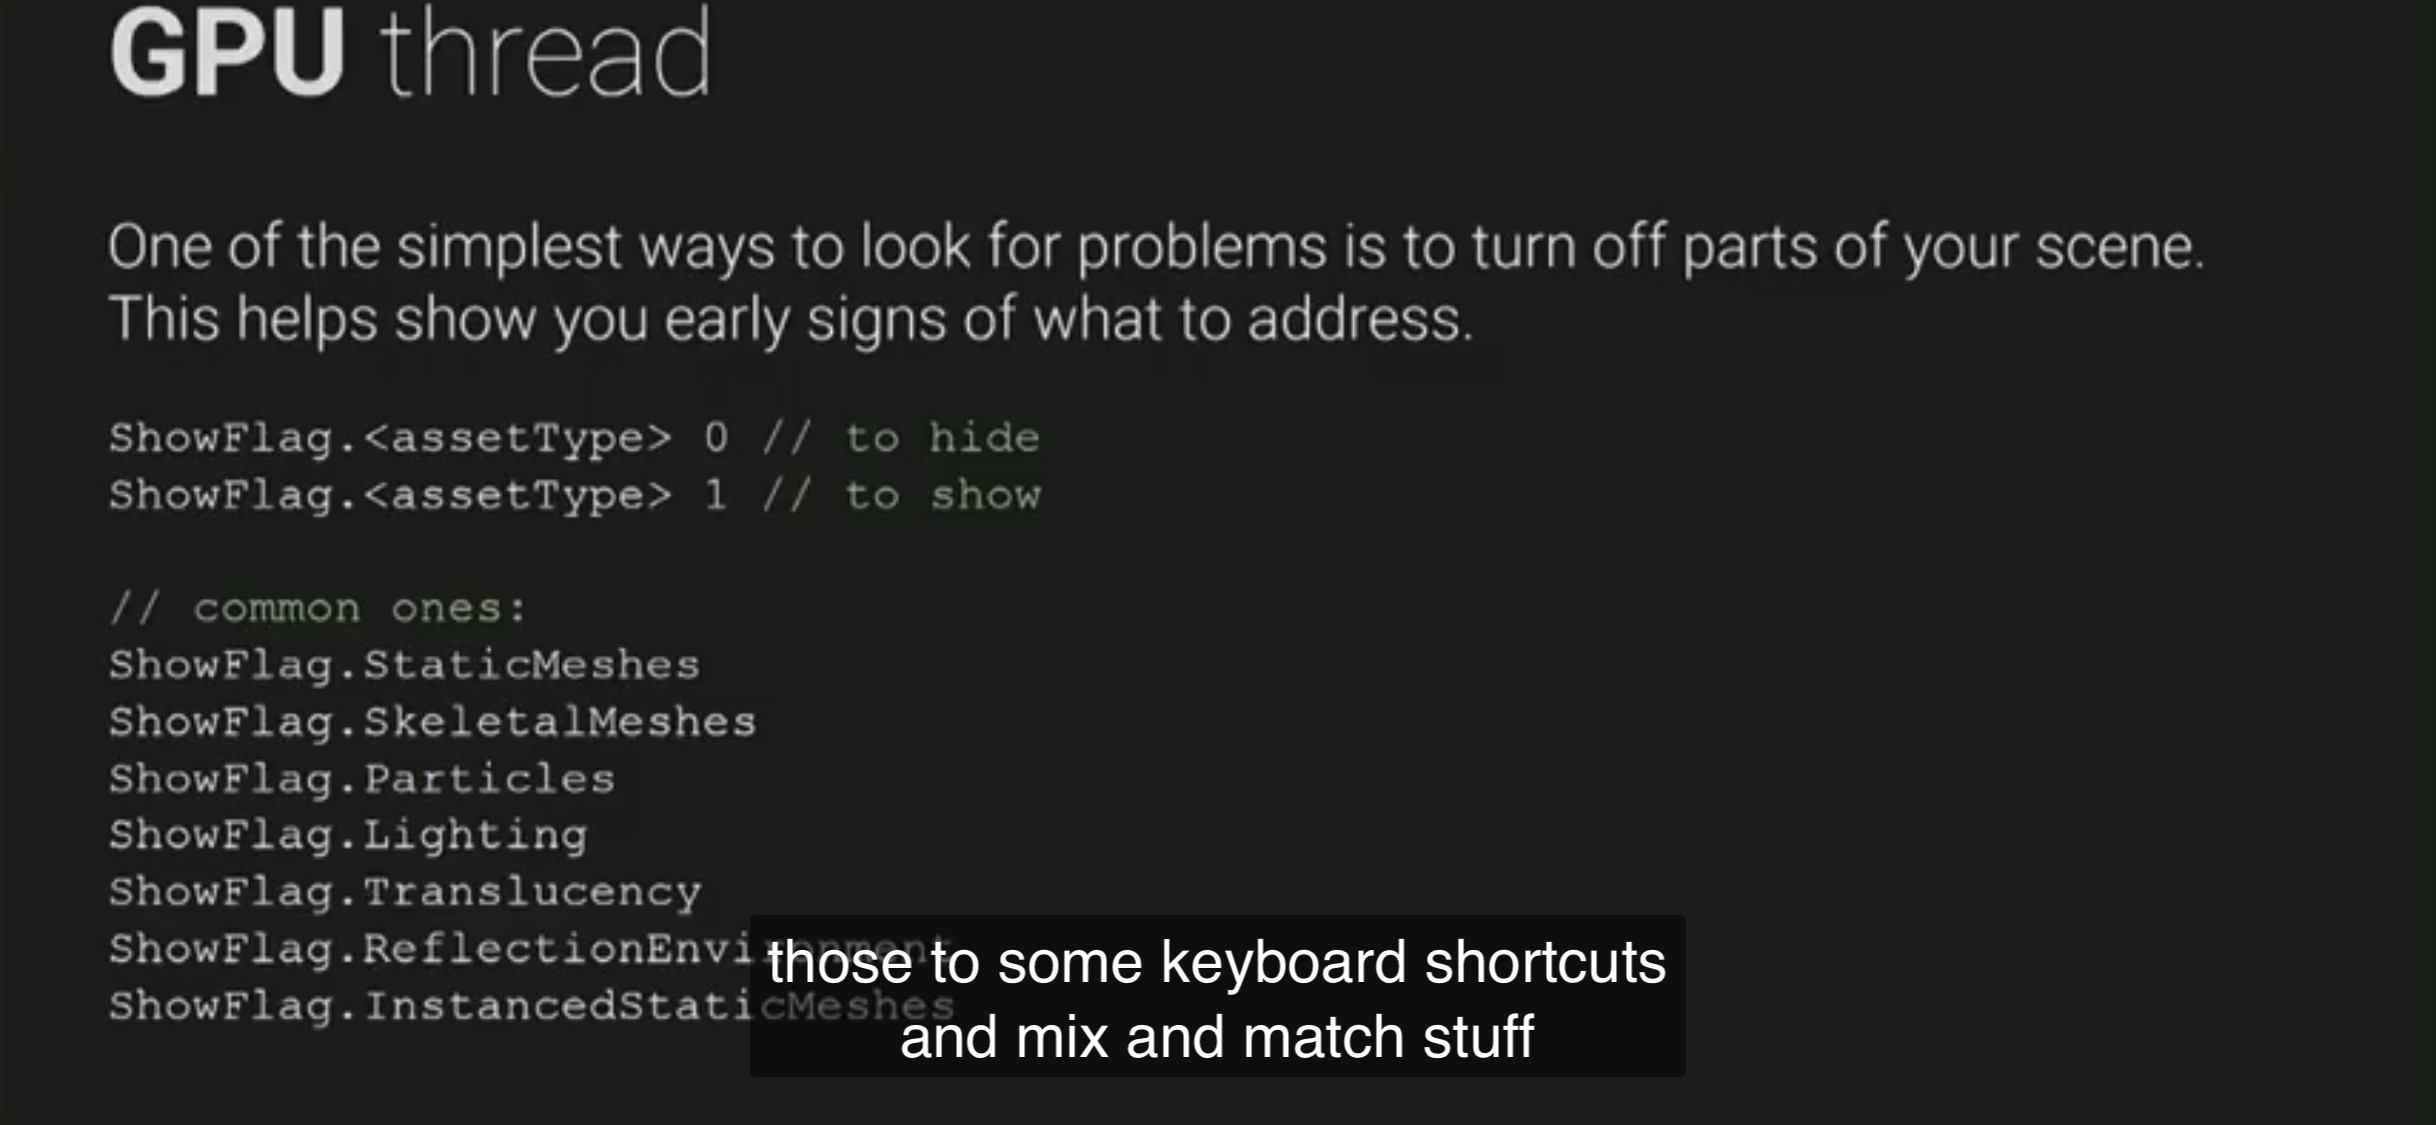 GPU thread
One of the simplest ways to look for problems is to turn off parts of your scene.
This helps show you early signs of what to address.
ShowFlag.<assetType> 0 // to hide
ShowFlag.<assetType> 1 // to show
// common ones:
ShowFlag.StaticMeshes
ShowFlag.SkeletalMeshes
ShowFlag.Particles
ShowFlag.Lighting
ShowFlag.Translucency
ShowFlag.ReflectionEnvironment
ShowFlag.InstancedStaticMeshes
those to some keyboard shortcuts
and mix and match stuff